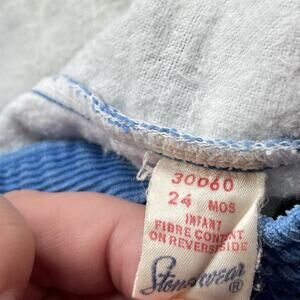 30060
24 MOS
INFANT
FIBRE CONTENT
ON REVERSE SIDE
Stonewear
®